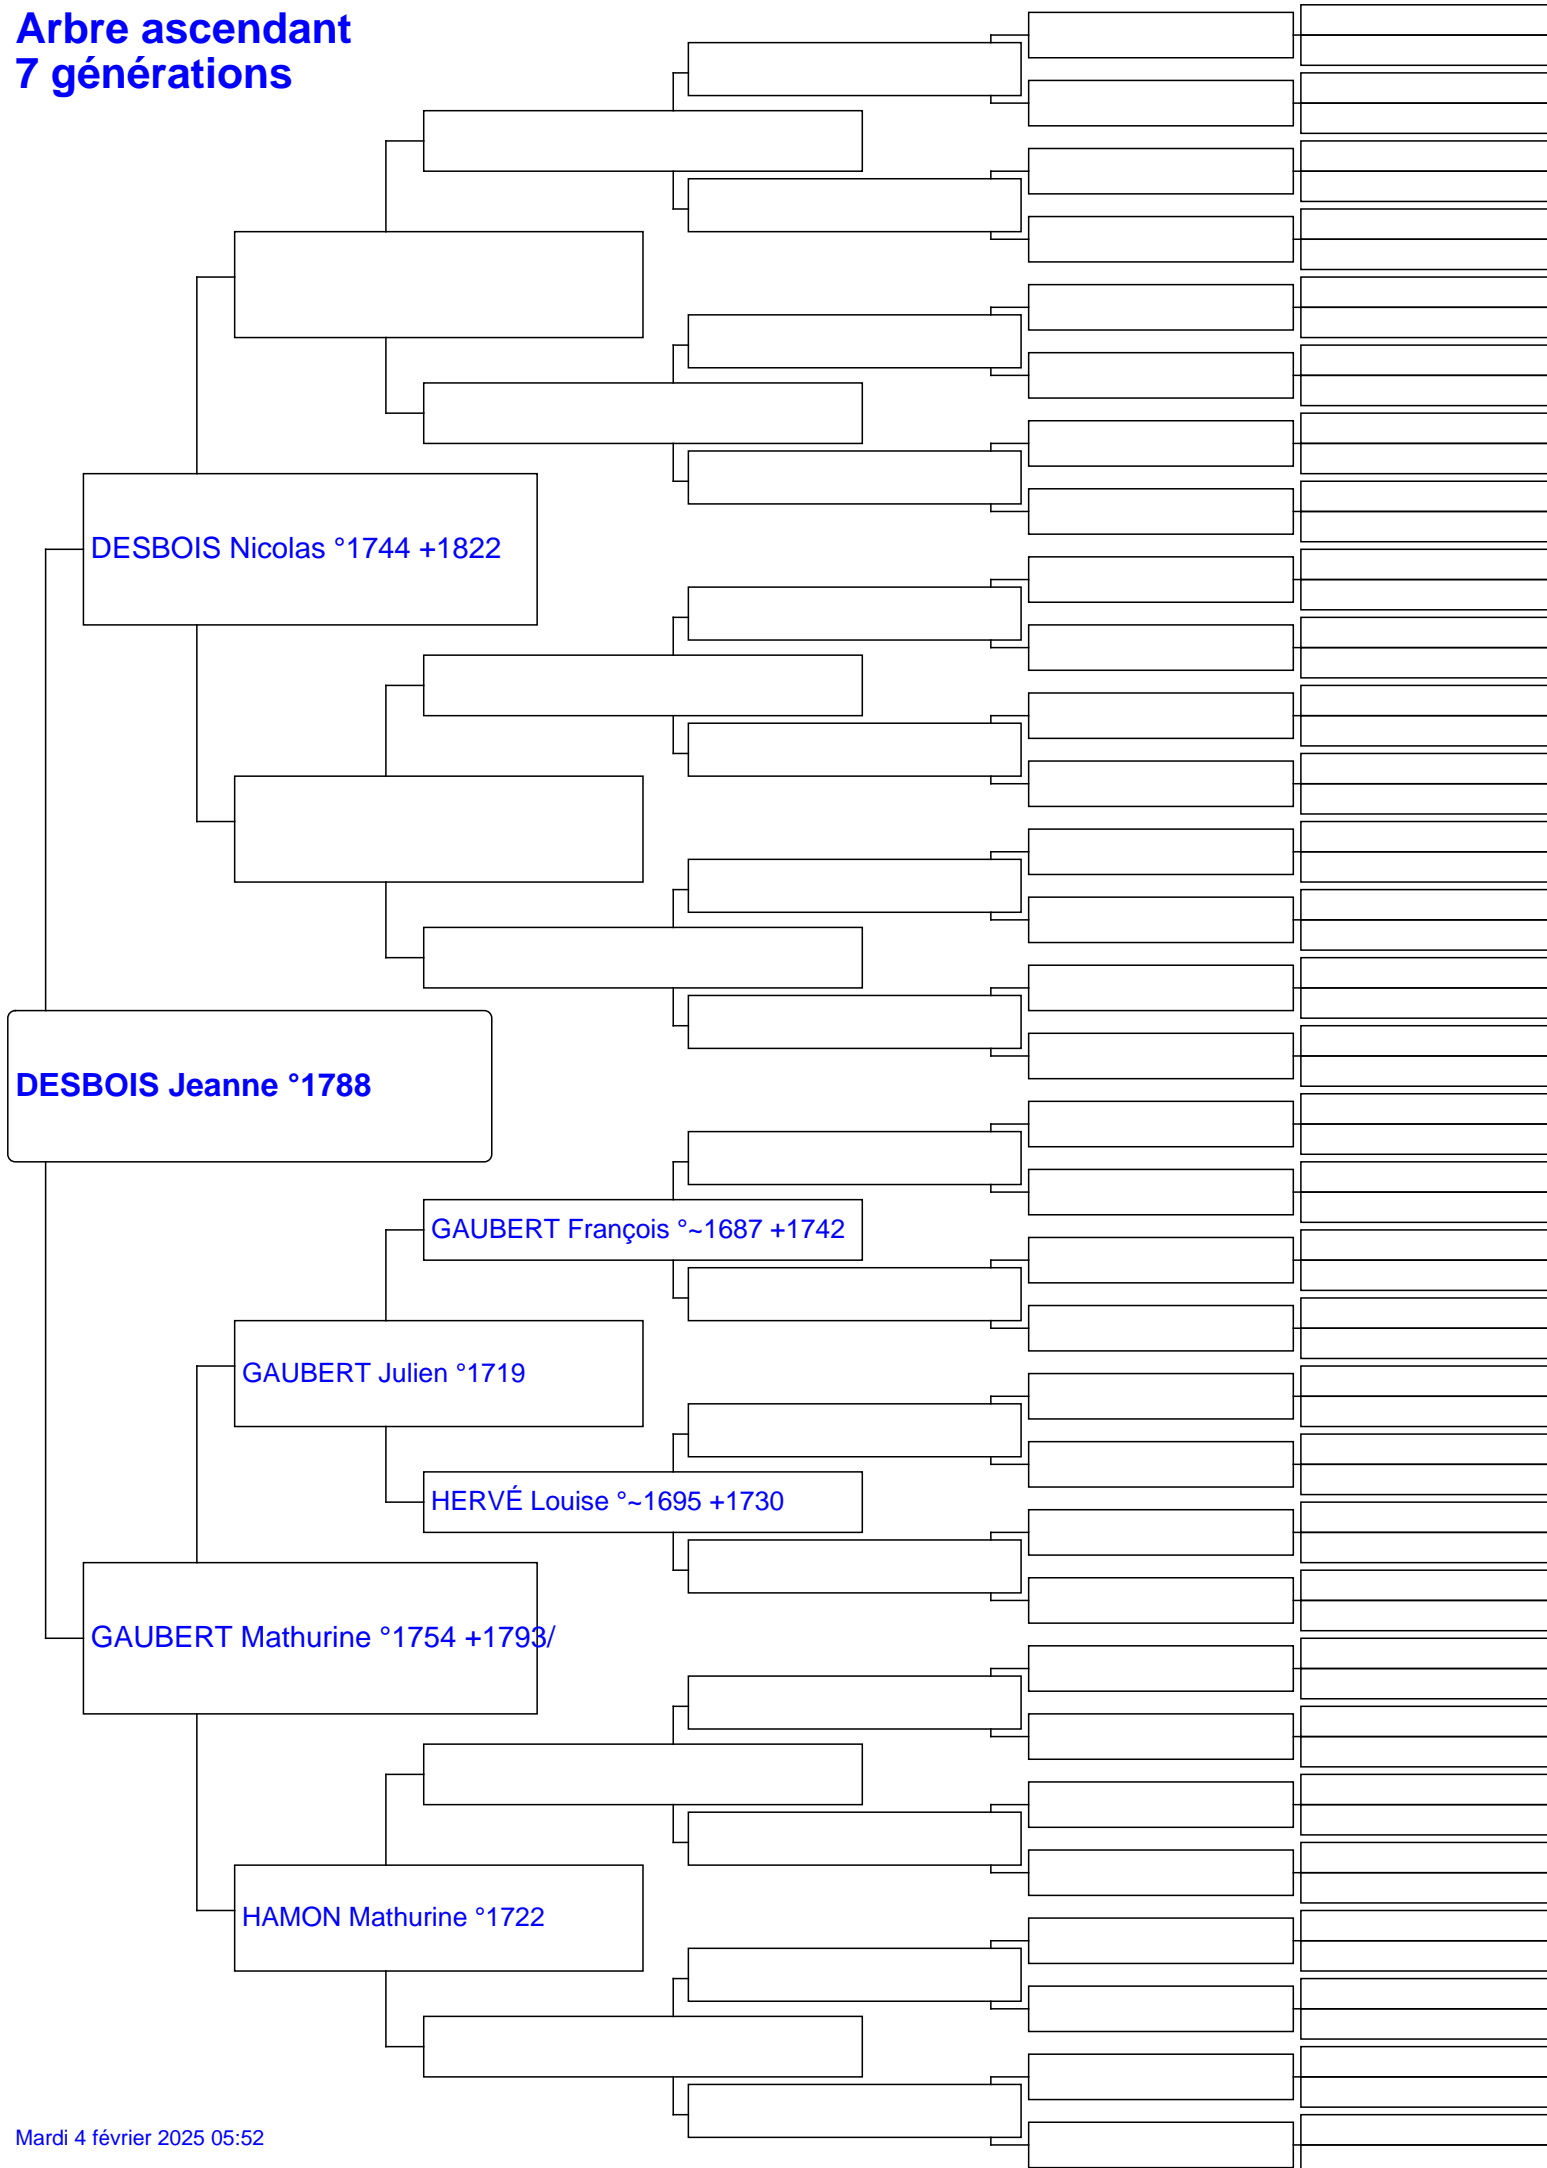 Arbre ascendant
7 générations
DESBOIS Nicolas °1744 +1822
DESBOIS Jeanne °1788
GAUBERT François °~1687 +1742
GAUBERT Julien °1719
HERVÉ Louise °~1695 +1730
GAUBERT Mathurine °1754 +1793/
HAMON Mathurine °1722
Mardi 4 février 2025 05:52